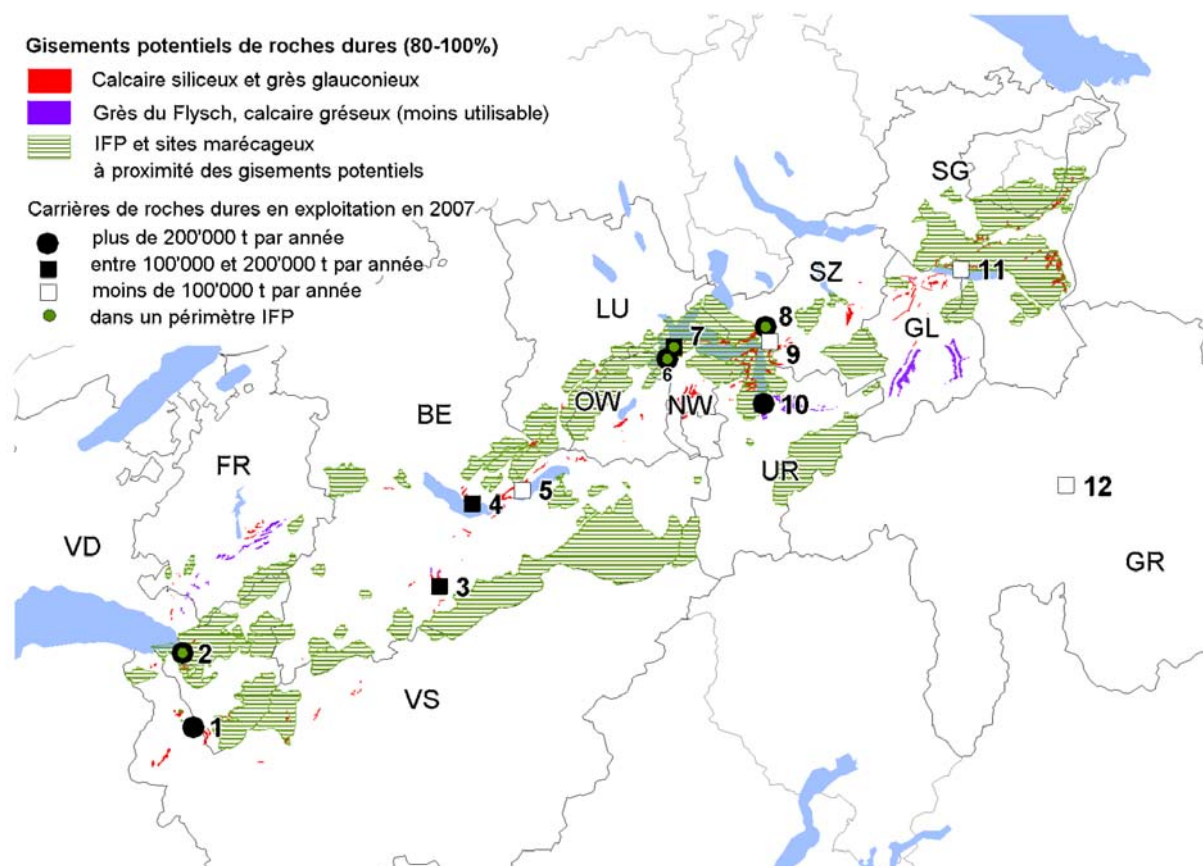 Gisements potentiels de roches dures (80-100%)
Calcaire siliceux et grès glauconieux
Grès du Flysch, calcaire gréseux (moins utilisable)
IFP et sites marécageux
à proximité des gisements potentiels
Carrières de roches dures en exploitation en 2007
plus de 200'000 t par année
entre 100'000 et 200'000 t par année
moins de 100'000 t par année
dans un périmètre IFP
SG
11
SZ
LU
8
7
GL
9
6
BE
OW
NW
10
FR
UR
12
5
4
VD
GR
3
2
VS
1